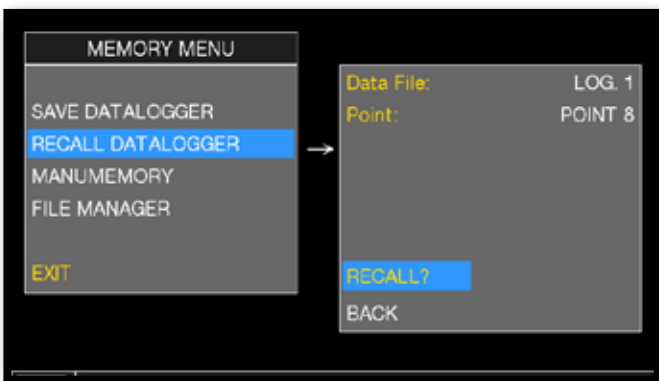 MEMORY MENU
SAVE DATALOGGER
RECALL DATALOGGER
MANUMEMORY
FILE MANAGER
EXIT
→
Data File: LOG. 1
Point: POINT 8
RECALL?
BACK